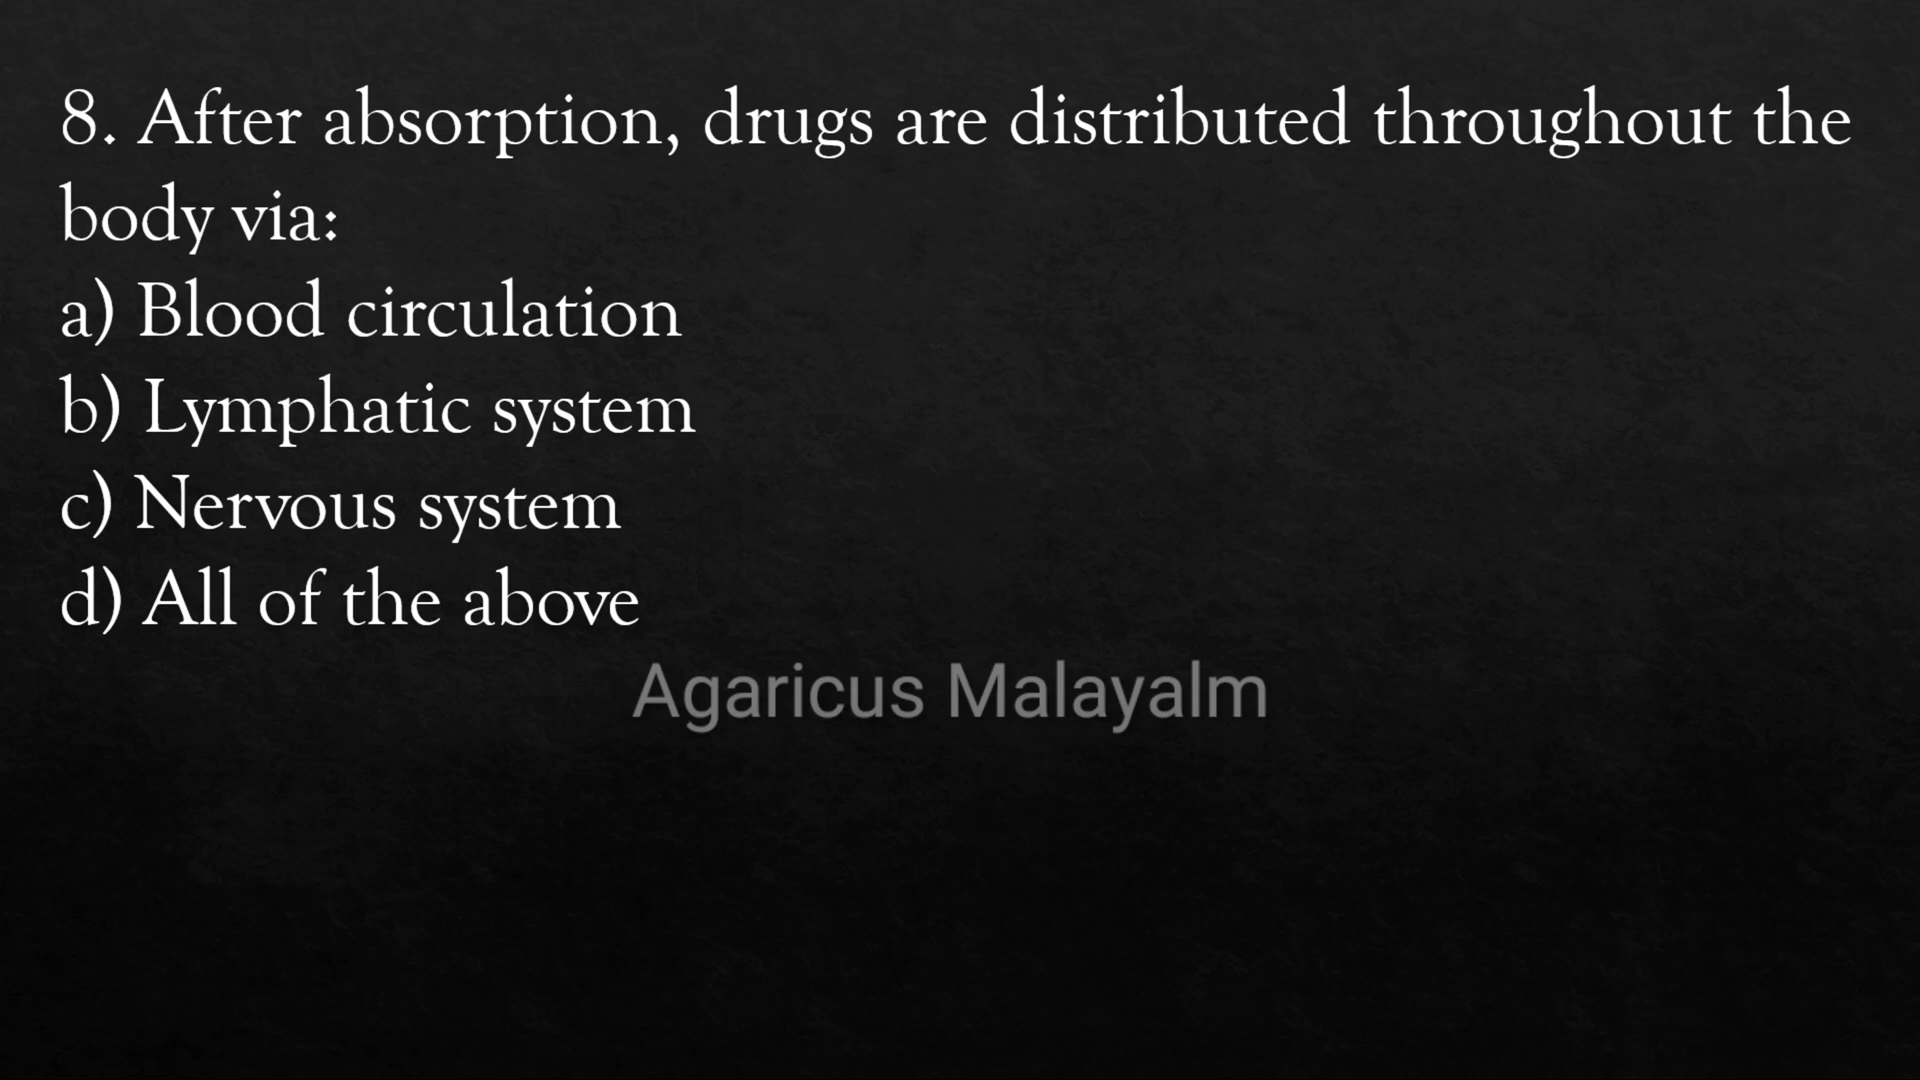 8. After absorption, drugs are distributed throughout the
body via:
a) Blood circulation
b) Lymphatic system
c) Nervous system
d) All of the above
Agaricus Malayalm